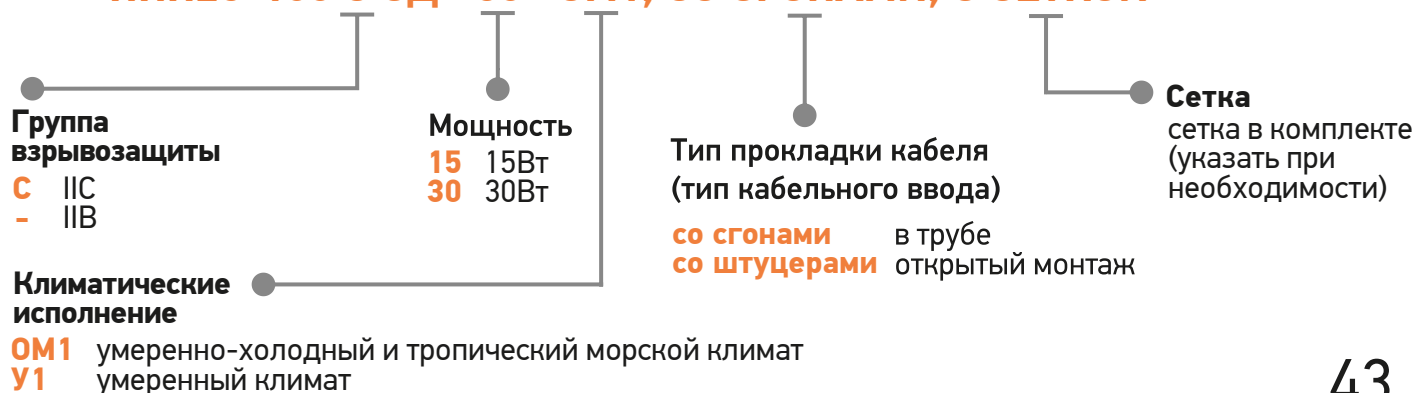 Группа
взрывозащиты
С IIC
- IIB
Мощность
15 15Вт
30 30Вт
Тип прокладки кабеля
(тип кабельного ввода)
со сгонами в трубе
со штуцерами открытый монтаж
Сетка
сетка в комплекте
(указать при
необходимости)
Климатические
исполнение
ОМ1 умеренно-холодный и тропический морской климат
У1 умеренный климат
43